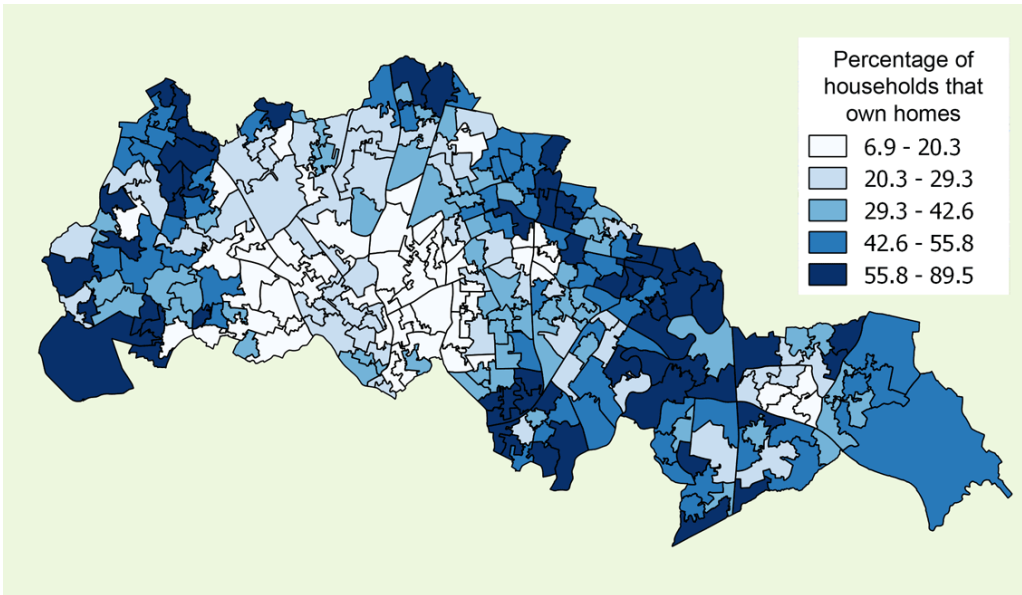 Percentage of
households that
own homes
6.9 - 20.3
20.3 - 29.3
29.3 - 42.6
42.6 - 55.8
55.8 - 89.5